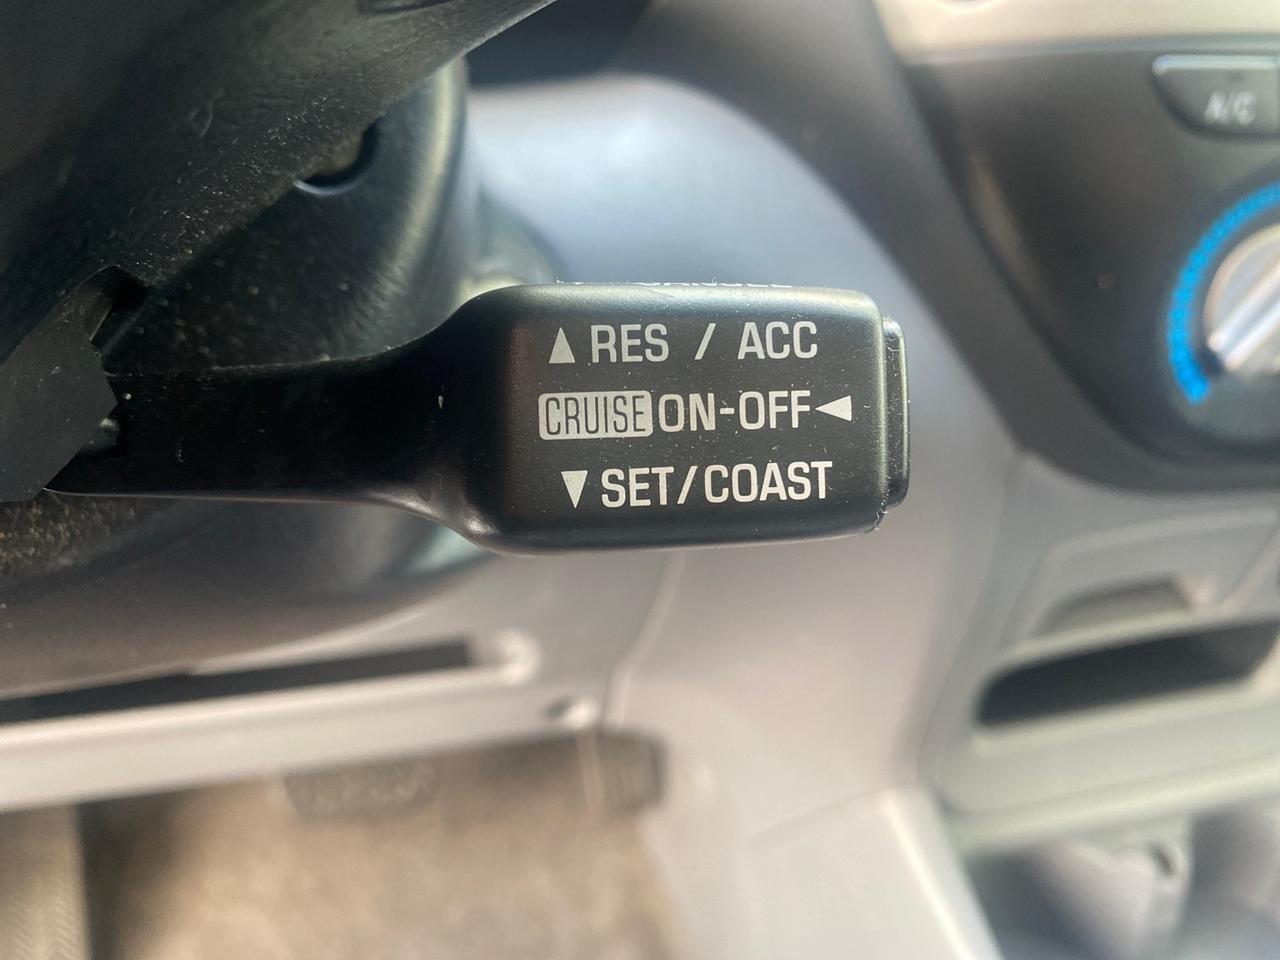 A/C
▲ RES / ACC
CRUISE ON-OFF ◀
▼ SET/COAST